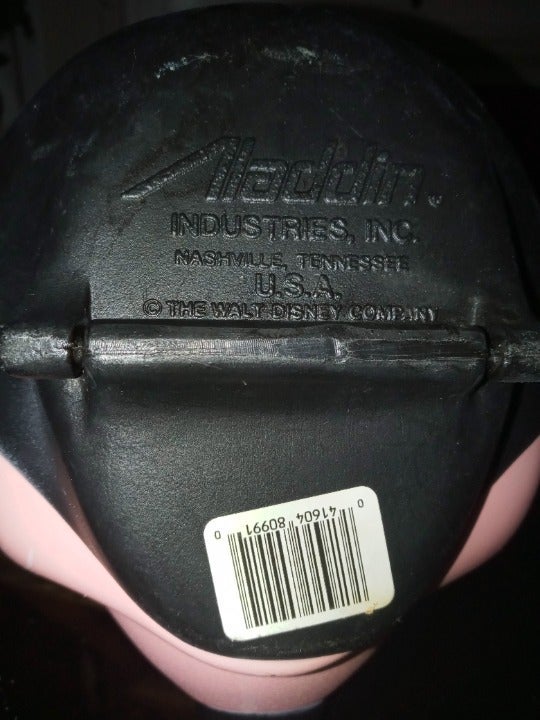 Aladdin.
INDUSTRIES, INC.
NASHVILLE, TENNESSEE
U.S.A.
© THE WALT DISNEY COMPANY
0 41604 80991 0